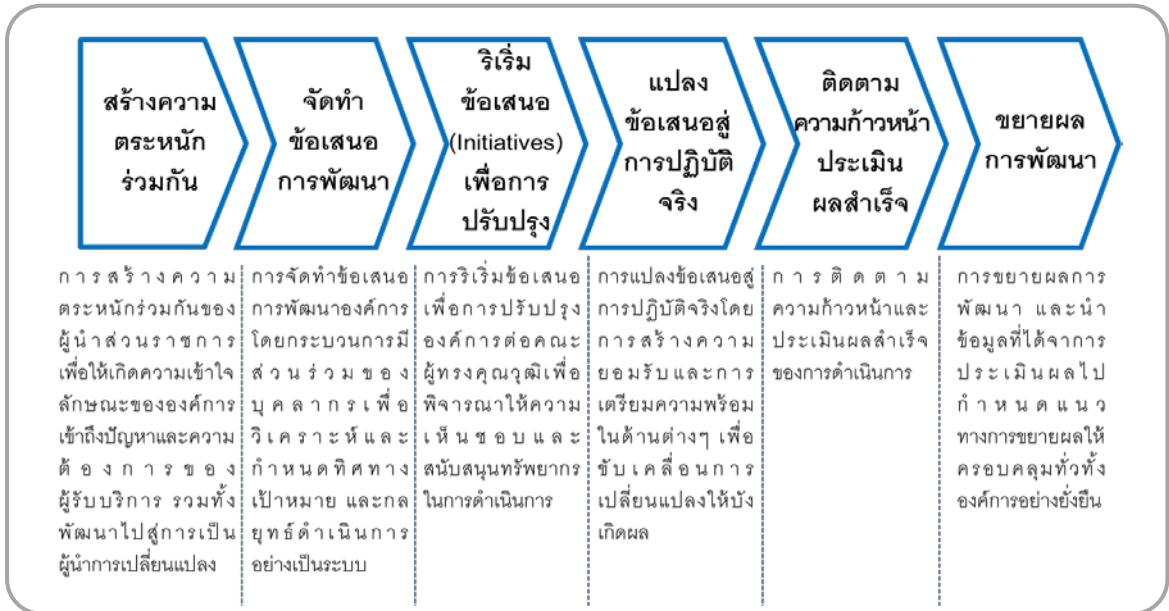 สร้างความ
ตระหนัก
ร่วมกัน
จัดทำ
ข้อเสนอ
การพัฒนา
ริเริ่ม
ข้อเสนอ
(Initiatives)
เพื่อการ
ปรับปรุง
แปลง
ข้อเสนอสู่
การปฏิบัติ
จริง
ติดตาม
ความก้าวหน้า
ประเมิน
ผลสำเร็จ
ขยายผล
การพัฒนา
การสร้างความ
ตระหนักร่วมกันของ
ผู้นำส่วนราชการ
เพื่อให้เกิดความเข้าใจ
ลักษณะขององค์การ
เข้าถึงปัญหาและความ
ต้องการของ
ผู้รับบริการ รวมทั้ง
พัฒนาไปสู่การเป็น
ผู้นำการเปลี่ยนแปลง
การจัดทำข้อเสนอ
การพัฒนาองค์การ
โดยกระบวนการมี
ส่วนร่วมของ
บุคลากรเพื่อ
วิเคราะห์และ
กำหนดทิศทาง
เป้าหมาย และกล
ยุทธ์ดำเนินการ
อย่างเป็นระบบ
การริเริ่มข้อเสนอ
เพื่อการปรับปรุง
องค์การต่อคณะ
ผู้ทรงคุณวุฒิเพื่อ
พิจารณาให้ความ
เห็นชอบและ
สนับสนุนทรัพยากร
ในการดำเนินการ
การแปลงข้อเสนอสู่
การปฏิบัติจริงโดย
การสร้างความ
ยอมรับและการ
เตรียมความพร้อม
ในด้านต่างๆ เพื่อ
ขับเคลื่อนการ
เปลี่ยนแปลงให้บัง
เกิดผล
การติดตาม
ความก้าวหน้าและ
ประเมินผลสำเร็จ
ของการดำเนินการ
การขยายผลการ
พัฒนา และนำ
ข้อมูลที่ได้จาการ
ประเมินผลไป
กำหนดแนว
ทางการขยายผลให้
ครอบคลุมทั่วทั้ง
องค์การอย่างยั่งยืน